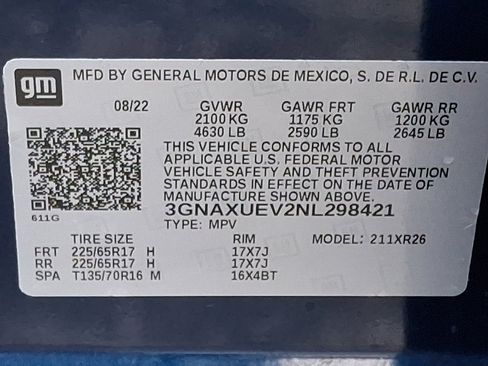 gm MFD BY GENERAL MOTORS DE MEXICO, S. DE R.L. DE C.V.
08/22 GVWR GAWR FRT GAWR RR
2100 KG 1175 KG 1200 KG
4630 LB 2590 LB 2645 LB
THIS VEHICLE CONFORMS TO ALL
APPLICABLE U.S. FEDERAL MOTOR
VEHICLE SAFETY AND THEFT PREVENTION
STANDARDS IN EFFECT ON THE DATE OF
MANUFACTURE SHOWN ABOVE.
611G 3GNAXUEV2NL298421
TYPE: MPV
TIRE SIZE RIM MODEL: 211XR26
FRT 225/65R17 H 17X7J
RR 225/65R17 H 17X7J
SPA T135/70R16 M 16X4BT